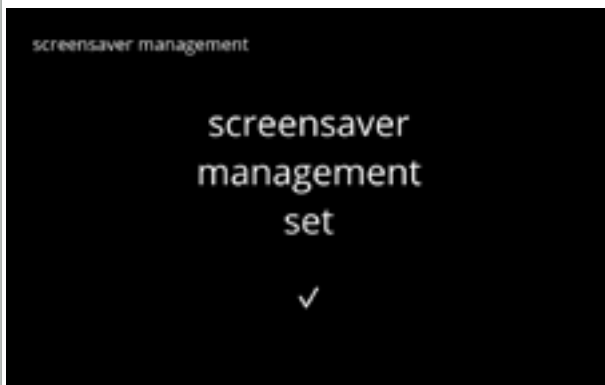 screensaver management
screensaver
management
set
✓